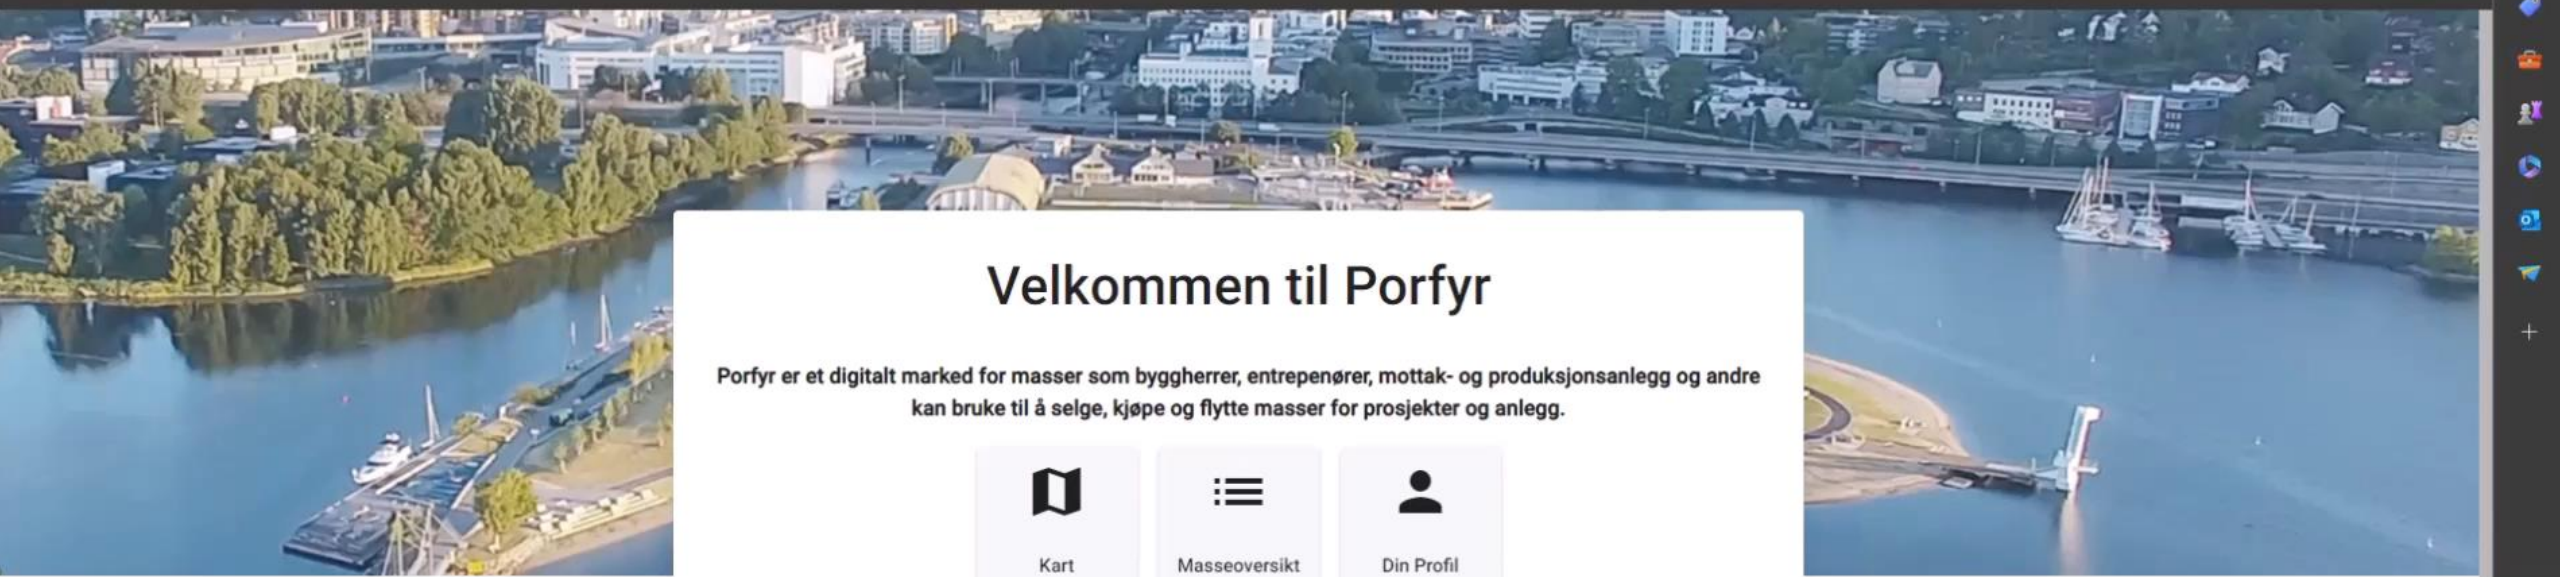 Velkommen til Porfyr
Porfyr er et digitalt marked for masser som byggherrer, entrepenører, mottak- og produksjonsanlegg og andre
kan bruke til å selge, kjøpe og flytte masser for prosjekter og anlegg.
Kart
Masseoversikt
Din Profil